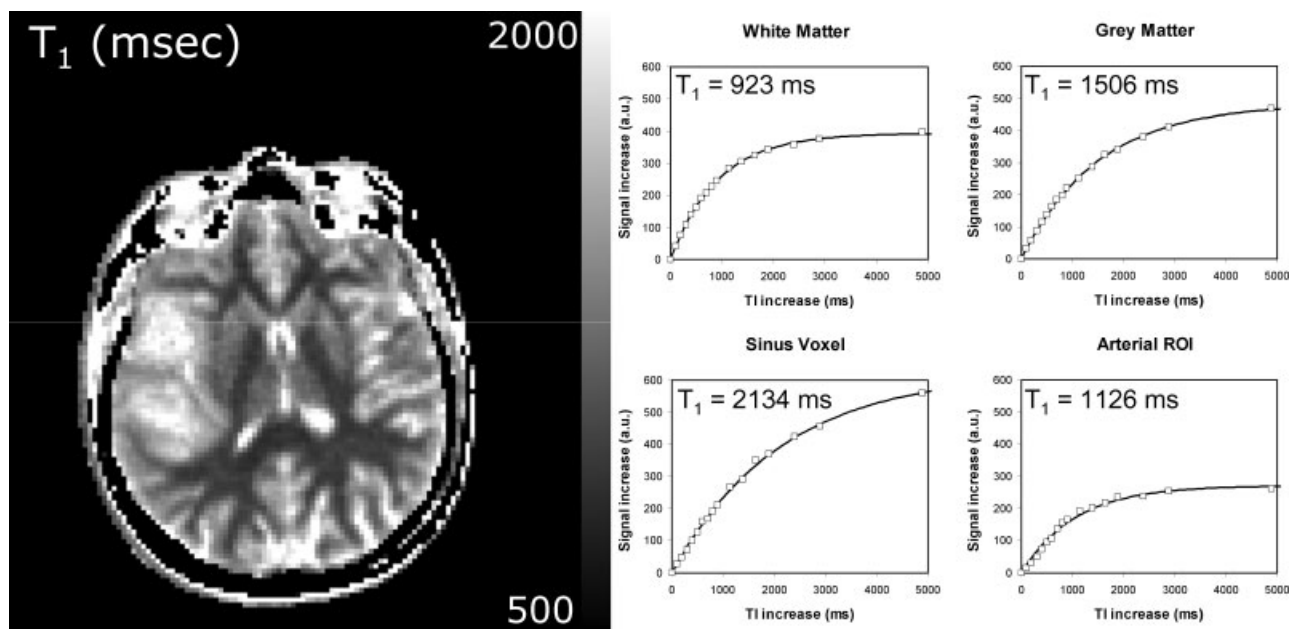 T₁ (msec)
2000
500
White Matter
T₁ = 923 ms
Signal increase (a.u.)
600
500
400
300
200
100
0
0 1000 2000 3000 4000 5000
TI increase (ms)
Grey Matter
T₁ = 1506 ms
Signal increase (a.u.)
600
500
400
300
200
100
0
0 1000 2000 3000 4000 5000
TI increase (ms)
Sinus Voxel
T₁ = 2134 ms
Signal increase (a.u.)
600
500
400
300
200
100
0
0 1000 2000 3000 4000 5000
TI increase (ms)
Arterial ROI
T₁ = 1126 ms
Signal increase (a.u.)
600
500
400
300
200
100
0
0 1000 2000 3000 4000 5000
TI increase (ms)